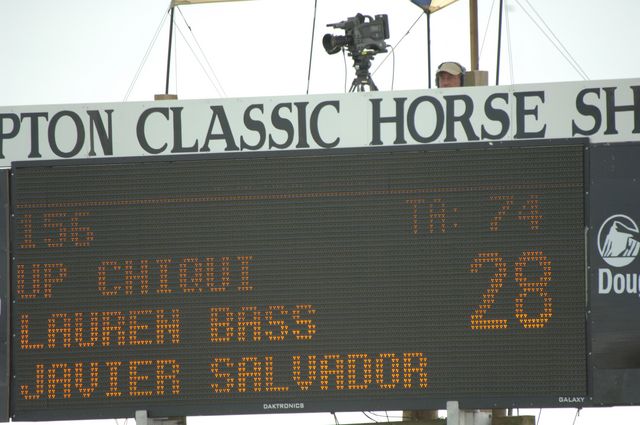 PTON CLASSIC HORSE SH
156 TA: 74
UP CHIQUI 28
LAUREN BASS
JAVIER SALVADOR
Doug
DAKTRONICS GALAXY